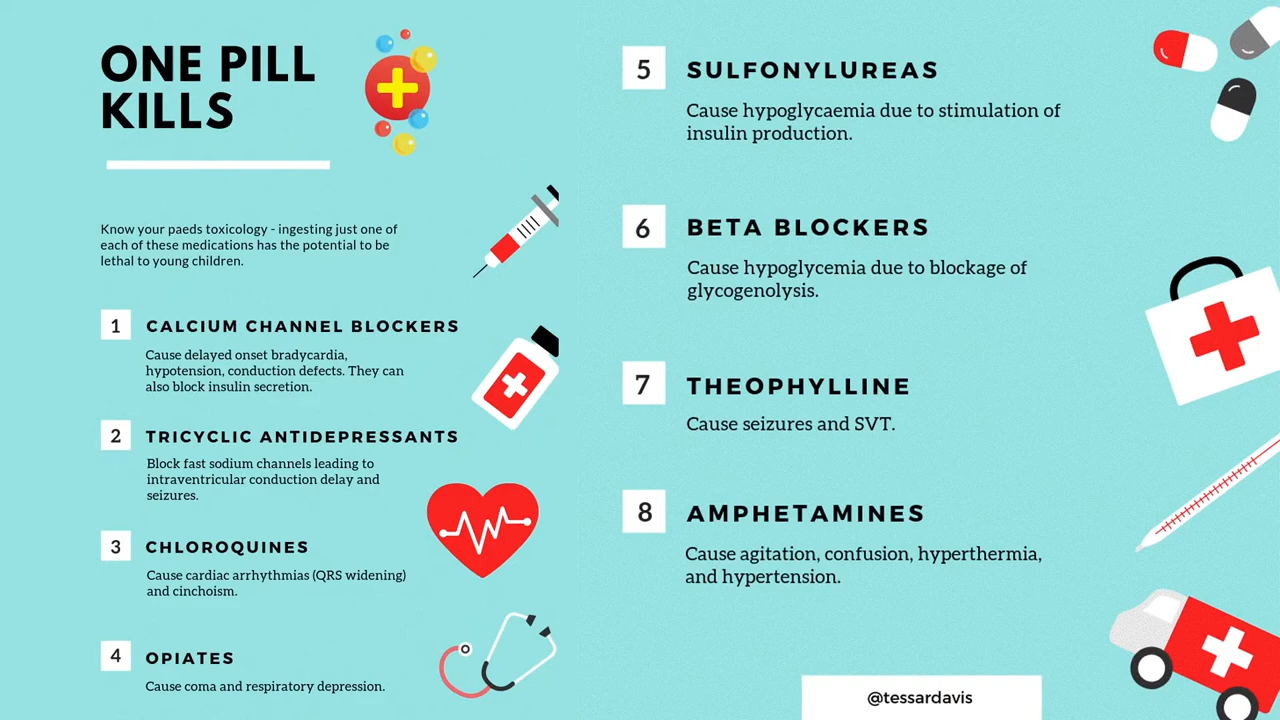 ONE PILL
KILLS
Know your paeds toxicology - ingesting just one of
each of these medications has the potential to be
lethal to young children.
1
CALCIUM CHANNEL BLOCKERS
Cause delayed onset bradycardia,
hypotension, conduction defects. They can
also block insulin secretion.
2
TRICYCLIC ANTIDEPRESSANTS
Block fast sodium channels leading to
intraventricular conduction delay and
seizures.
3
CHLOROQUINES
Cause cardiac arrhythmias (QRS widening)
and cinchoism.
4
OPIATES
Cause coma and respiratory depression.
5
SULFONYLUREAS
Cause hypoglycaemia due to stimulation of
insulin production.
6
BETA BLOCKERS
Cause hypoglycemia due to blockage of
glycogenolysis.
7
THEOPHYLLINE
Cause seizures and SVT.
8
AMPHETAMINES
Cause agitation, confusion, hyperthermia,
and hypertension.
@tessardavis